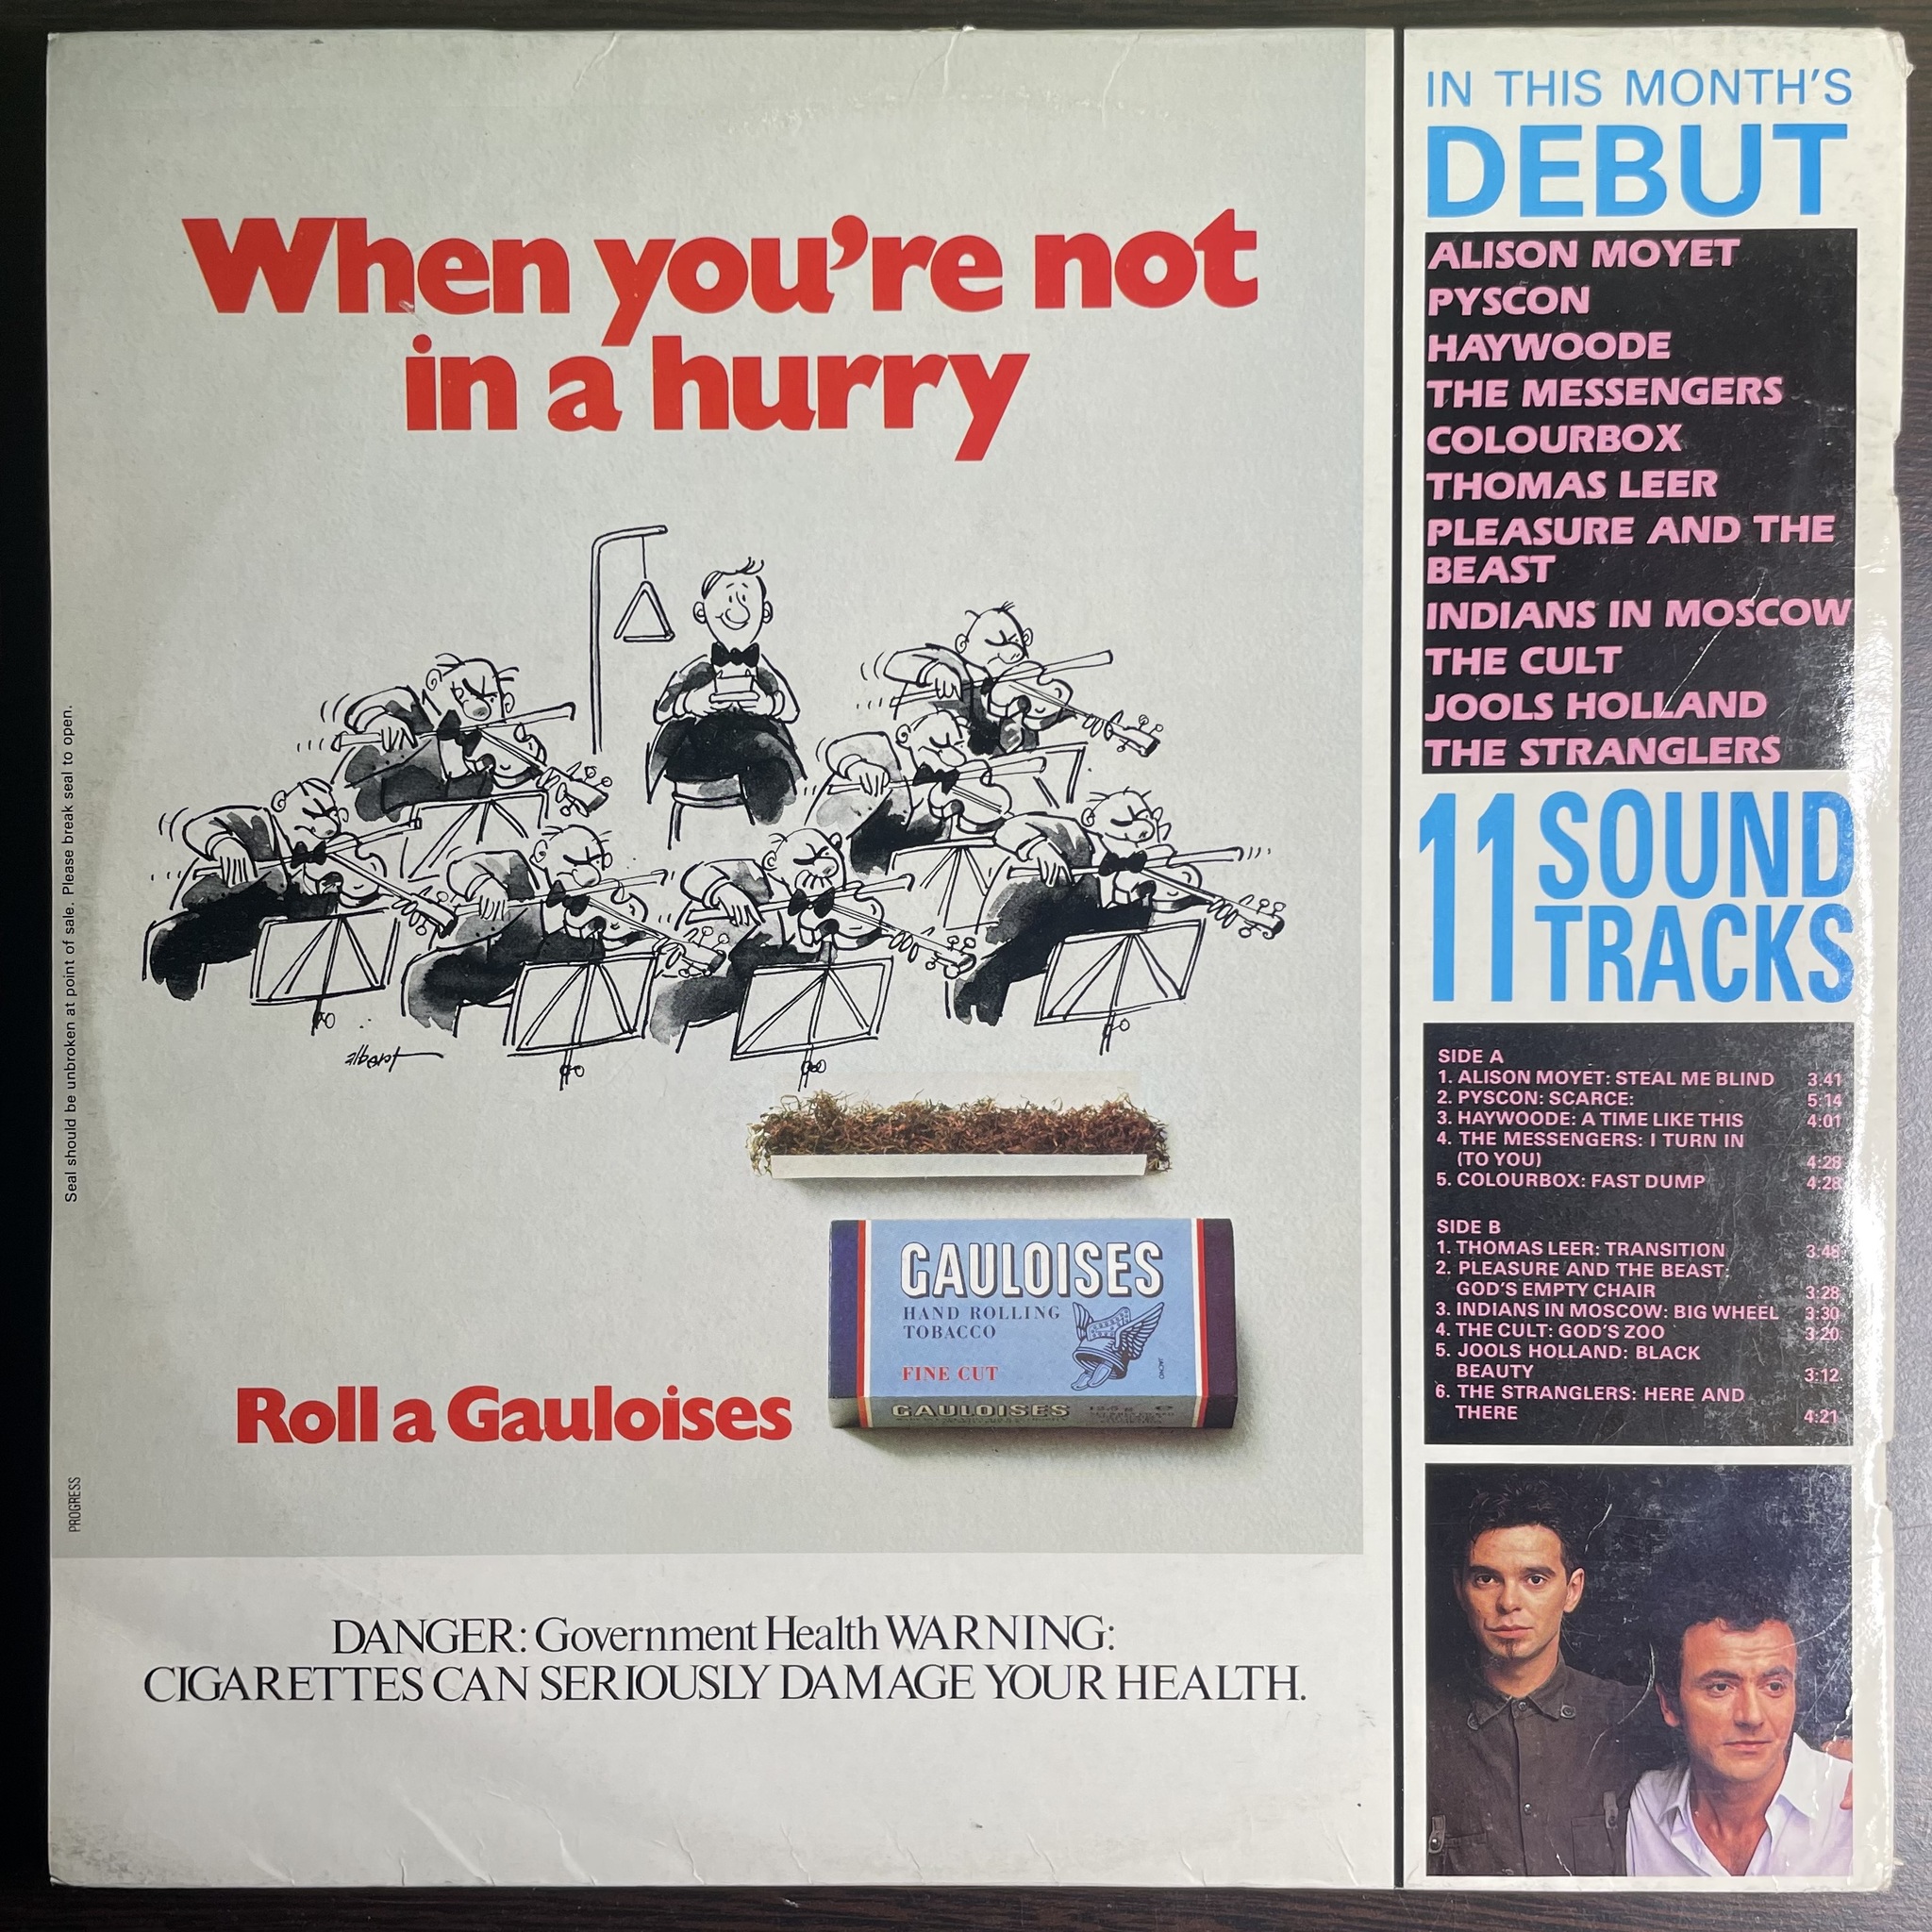 When you're not
in a hurry
albert
Roll a Gauloises
GAULOISES
HAND ROLLING
TOBACCO
FINE CUT
GAULOISES 12.5 g e
DANGER: Government Health WARNING:
CIGARETTES CAN SERIOUSLY DAMAGE YOUR HEALTH.
Seal should be unbroken at point of sale. Please break seal to open.
PROGRESS
IN THIS MONTH'S
DEBUT
ALISON MOYET
PYSCON
HAYWOODE
THE MESSENGERS
COLOURBOX
THOMAS LEER
PLEASURE AND THE
BEAST
INDIANS IN MOSCOW
THE CULT
JOOLS HOLLAND
THE STRANGLERS
11 SOUND
TRACKS
SIDE A
1. ALISON MOYET: STEAL ME BLIND 3.41
2. PYSCON: SCARCE: 5:14
3. HAYWOODE: A TIME LIKE THIS 4:01
4. THE MESSENGERS: I TURN IN
(TO YOU) 4:28
5. COLOURBOX: FAST DUMP 4:28
SIDE B
1. THOMAS LEER: TRANSITION 3:48
2. PLEASURE AND THE BEAST:
GOD'S EMPTY CHAIR 3:28
3. INDIANS IN MOSCOW: BIG WHEEL 3:30
4. THE CULT: GOD'S ZOO 3:20
5. JOOLS HOLLAND: BLACK
BEAUTY 3:12
6. THE STRANGLERS: HERE AND
THERE 4:21